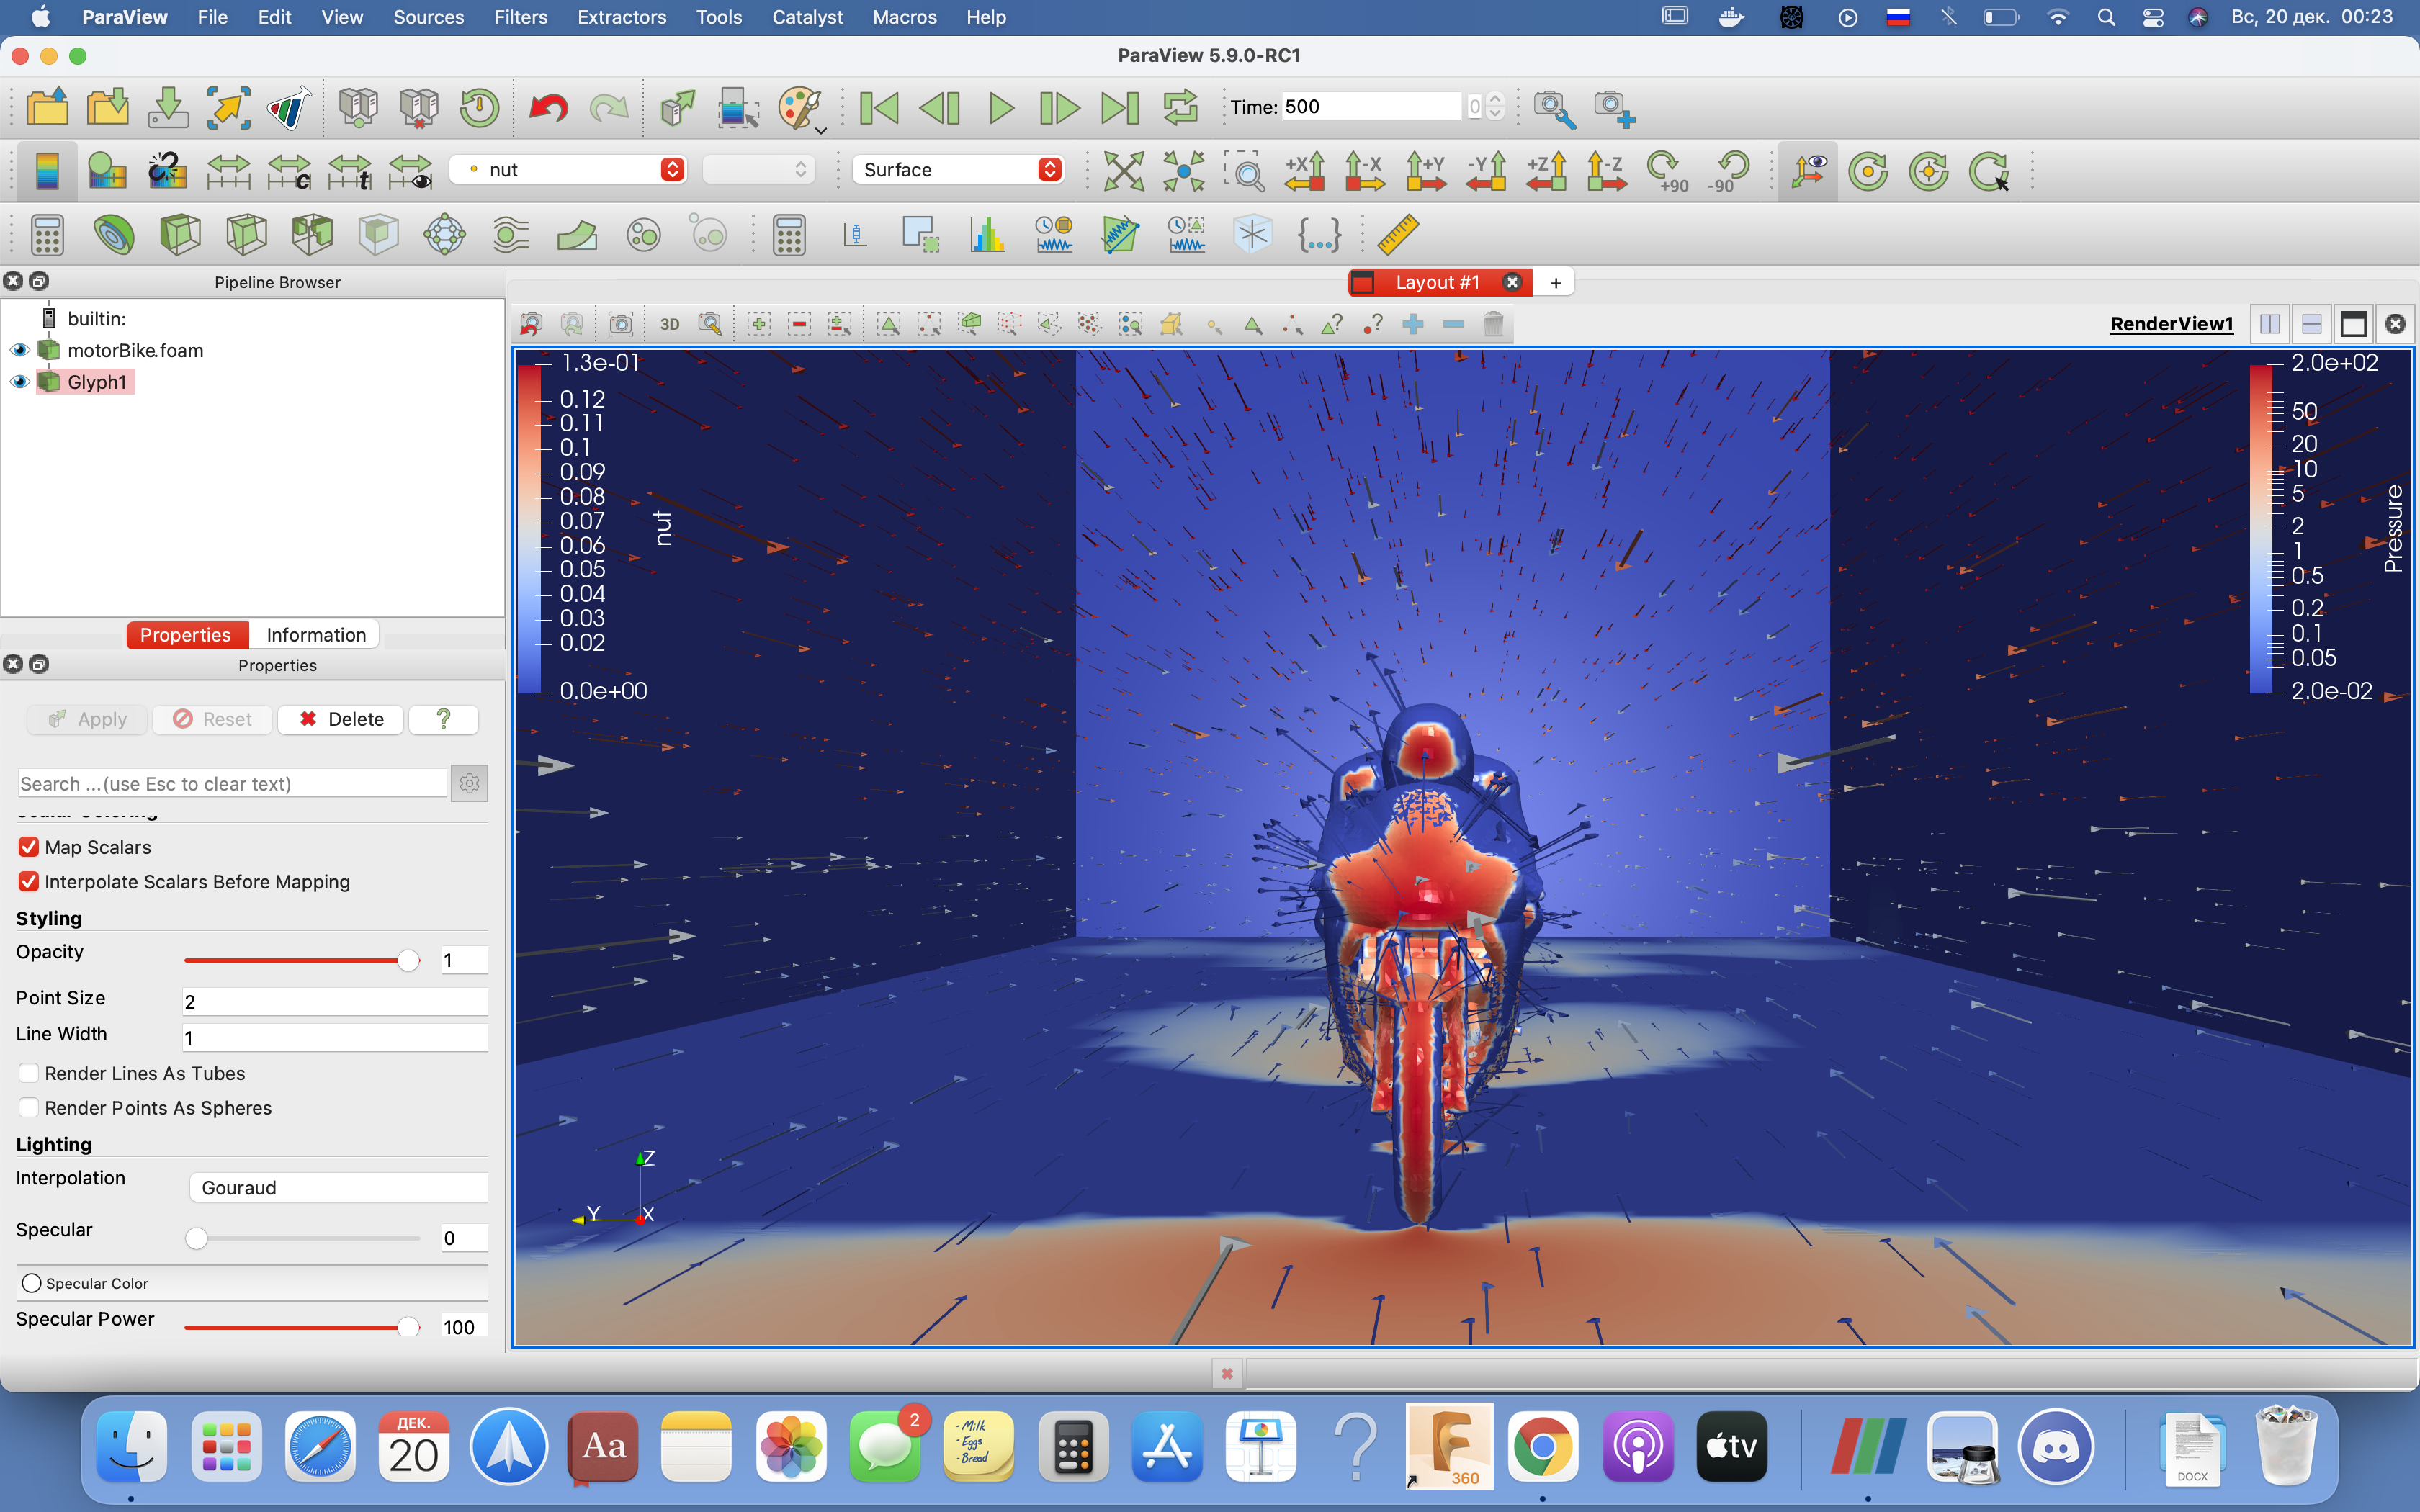 ParaView File Edit View Sources Filters Extractors Tools Catalyst Macros Help Вс, 20 дек. 00:23
ParaView 5.9.0-RC1
Time: 500 0
c t nut Surface +X -X +Y -Y +Z -Z +90 -90
{...}
Pipeline Browser
Layout #1 +
builtin:
3D RenderView1
motorBike.foam
Glyph1
1.3e-01
0.12
0.11
0.1
0.09
0.08
0.07
0.06
0.05
0.04
0.03
0.02
0.0e+00
nut
2.0e+02
50
20
10
5
2
1
0.5
0.2
0.1
0.05
2.0e-02
Pressure
Properties Information
Properties
Apply Reset Delete ?
Search ...(use Esc to clear text)
Map Scalars
Interpolate Scalars Before Mapping
Styling
Opacity 1
Point Size 2
Line Width 1
Render Lines As Tubes
Render Points As Spheres
Lighting
Interpolation Gouraud
Specular 0
Specular Color
Specular Power 100
Z
Y X
ДЕК.
20
Aa
2
- Milk
- Eggs
- Bread
?
360
tv
DOCX